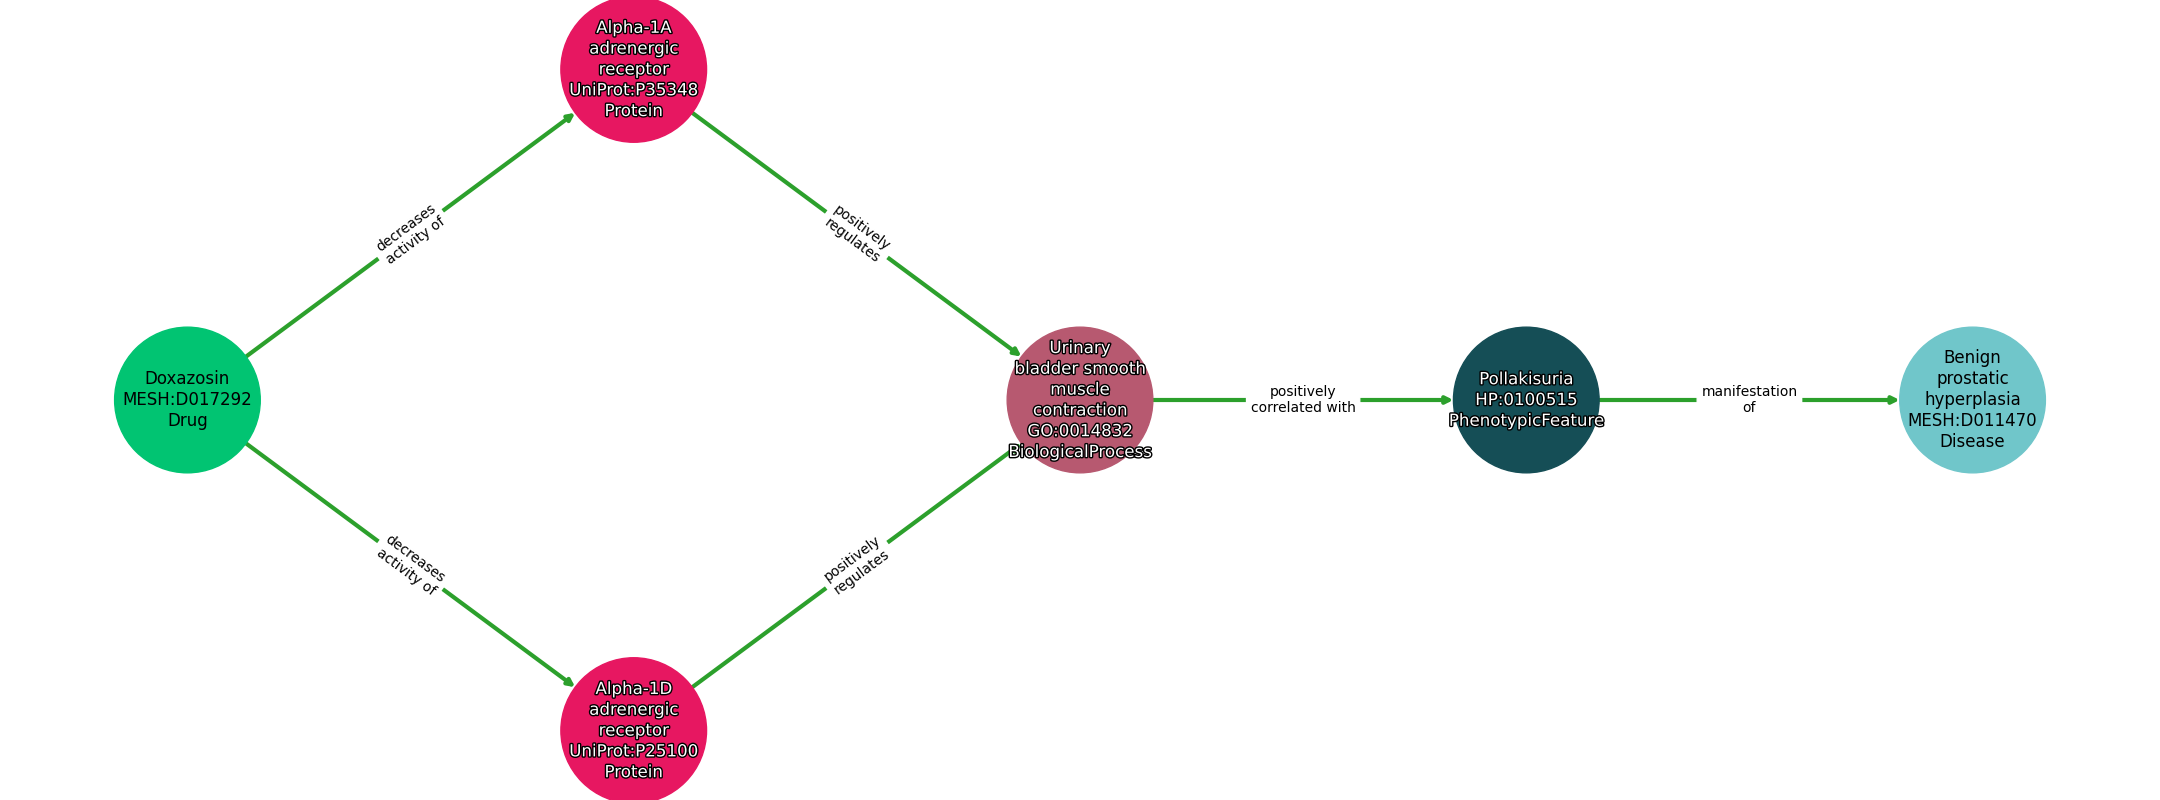 Alpha-1A
adrenergic
receptor
UniProt:P35348
Protein
decreases
activity of
positively
regulates
Doxazosin
MESH:D017292
Drug
Urinary
bladder smooth
muscle
contraction
GO:0014832
BiologicalProcess
positively
correlated with
Pollakisuria
HP:0100515
PhenotypicFeature
manifestation
of
Benign
prostatic
hyperplasia
MESH:D011470
Disease
decreases
activity of
positively
regulates
Alpha-1D
adrenergic
receptor
UniProt:P25100
Protein